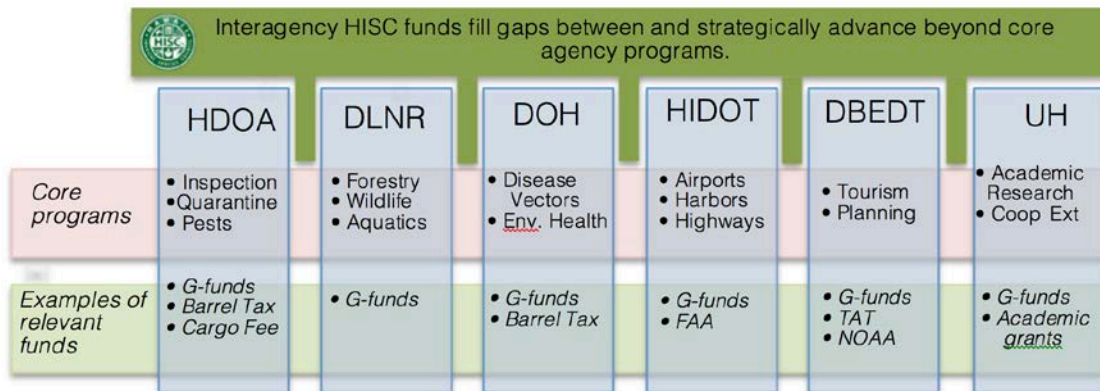 HISC
Interagency HISC funds fill gaps between and strategically advance beyond core
agency programs.
HDOA
DLNR
DOH
HIDOT
DBEDT
UH
Core
programs
• Inspection
•Quarantine
• Pests
• Forestry
• Wildlife
• Aquatics
• Disease
Vectors
• Env. Health
• Airports
• Harbors
• Highways
• Tourism
• Planning
• Academic
Research
• Coop Ext
Examples of
relevant
funds
• G-funds
• Barrel Tax
• Cargo Fee
• G-funds
• G-funds
• Barrel Tax
• G-funds
• FAA
• G-funds
• TAT
• NOAA
• G-funds
• Academic
grants